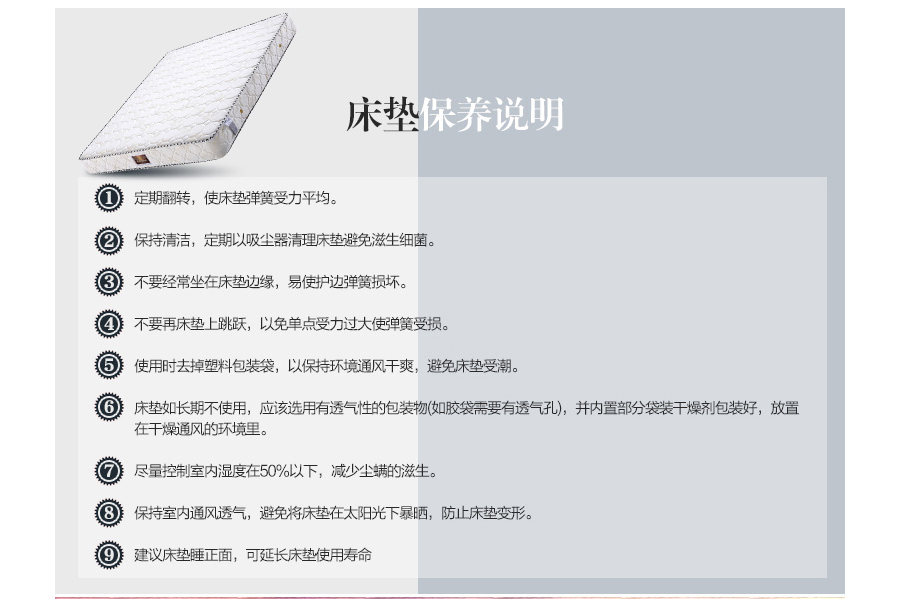 床垫保养说明
1 定期翻转，使床垫弹簧受力平均。
2 保持清洁，定期以吸尘器清理床垫避免滋生细菌。
3 不要经常坐在床垫边缘，易使护边弹簧损坏。
4 不要再床垫上跳跃，以免单点受力过大使弹簧受损。
5 使用时去掉塑料包装袋，以保持环境通风干爽，避免床垫受潮。
6 床垫如长期不使用，应该选用有透气性的包装物(如胶袋需要有透气孔)，并内置部分袋装干燥剂包装好，放置
在干燥通风的环境里。
7 尽量控制室内湿度在50%以下，减少尘螨的滋生。
8 保持室内通风透气，避免将床垫在太阳光下暴晒，防止床垫变形。
9 建议床垫睡正面，可延长床垫使用寿命